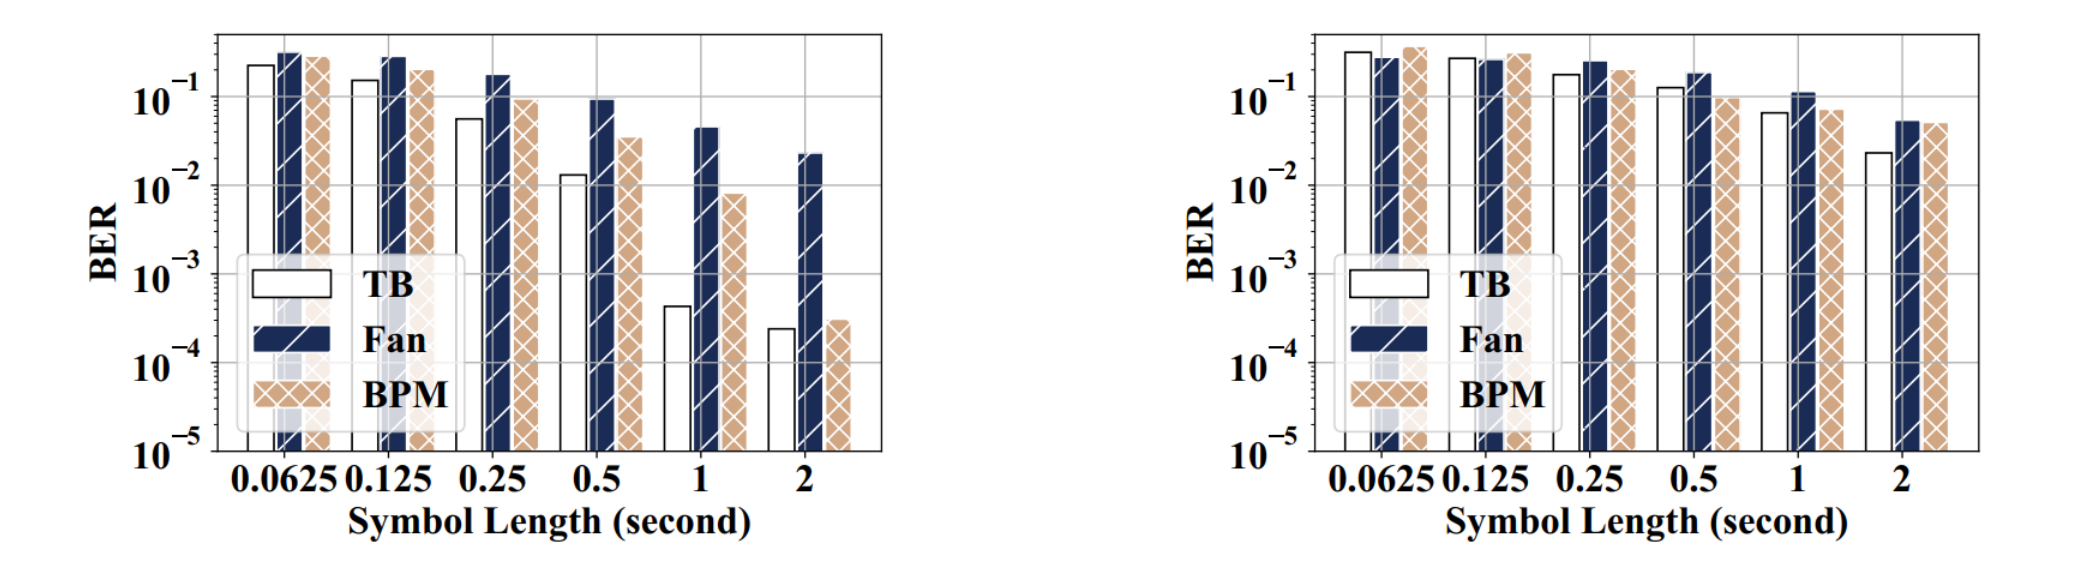 BER
10⁻¹
10⁻²
10⁻³
10⁻⁴
10⁻⁵
TB
Fan
BPM
0.0625 0.125 0.25 0.5 1 2
Symbol Length (second)
BER
10⁻¹
10⁻²
10⁻³
10⁻⁴
10⁻⁵
TB
Fan
BPM
0.0625 0.125 0.25 0.5 1 2
Symbol Length (second)